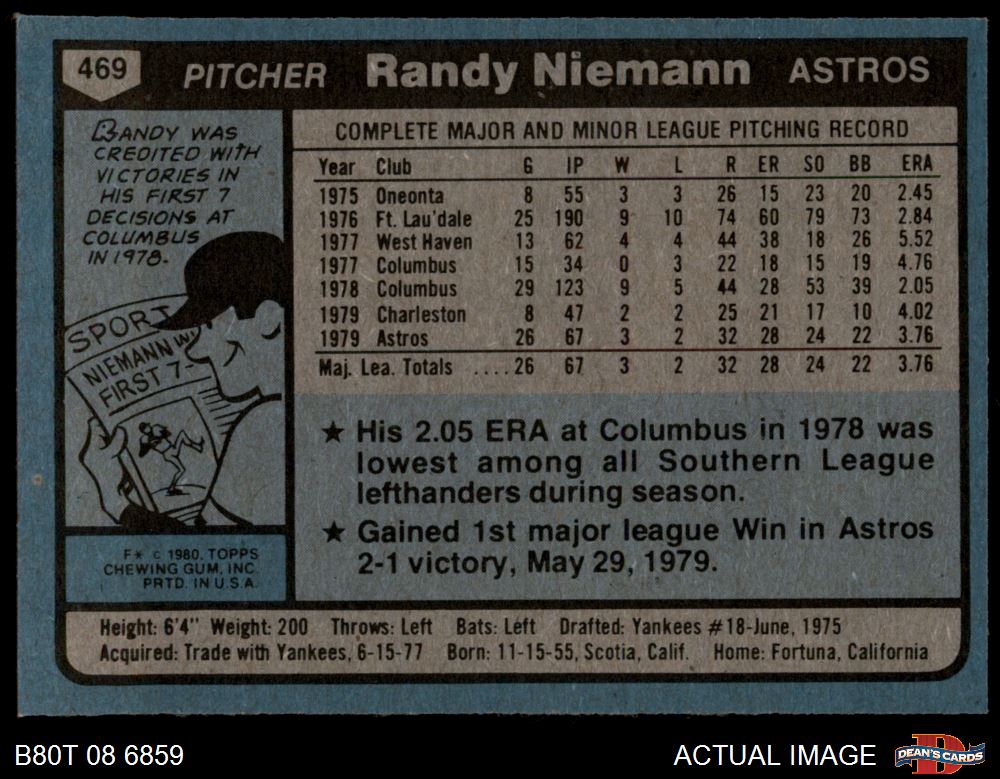 469 PITCHER Randy Niemann ASTROS
RANDY WAS
CREDITED WITH
VICTORIES IN
HIS FIRST 7
DECISIONS AT
COLUMBUS
IN 1978.
SPORT
NIEMANN W
FIRST 7-
F* © 1980. TOPPS
CHEWING GUM, INC.
PRTD. IN U.S.A.
COMPLETE MAJOR AND MINOR LEAGUE PITCHING RECORD
Year Club G IP W L R ER SO BB ERA
1975 Oneonta 8 55 3 3 26 15 23 20 2.45
1976 Ft. Lau'dale 25 190 9 10 74 60 79 73 2.84
1977 West Haven 13 62 4 4 44 38 18 26 5.52
1977 Columbus 15 34 0 3 22 18 15 19 4.76
1978 Columbus 29 123 9 5 44 28 53 39 2.05
1979 Charleston 8 47 2 2 25 21 17 10 4.02
1979 Astros 26 67 3 2 32 28 24 22 3.76
Maj. Lea. Totals ....26 67 3 2 32 28 24 22 3.76
★ His 2.05 ERA at Columbus in 1978 was
lowest among all Southern League
lefthanders during season.
★ Gained 1st major league Win in Astros
2-1 victory, May 29, 1979.
Height: 6'4" Weight: 200 Throws: Left Bats: Left Drafted: Yankees #18-June, 1975
Acquired: Trade with Yankees, 6-15-77 Born: 11-15-55, Scotia, Calif. Home: Fortuna, California
B80T 08 6859 ACTUAL IMAGE DEAN'S CARDS